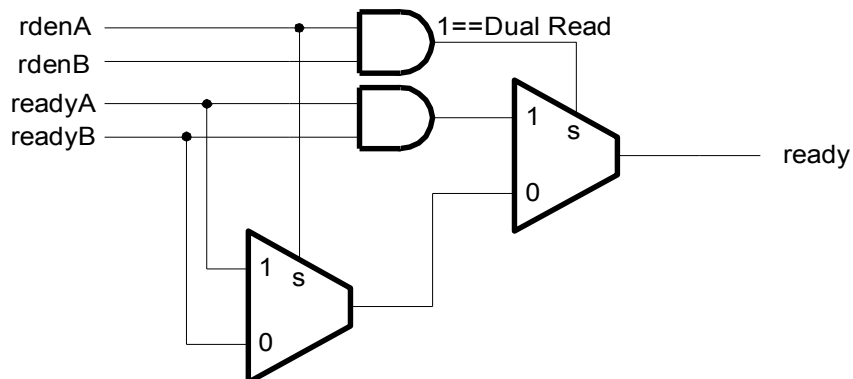 rdenA
1==Dual Read
rdenB
readyA
readyB
1
s
ready
0
1
s
0